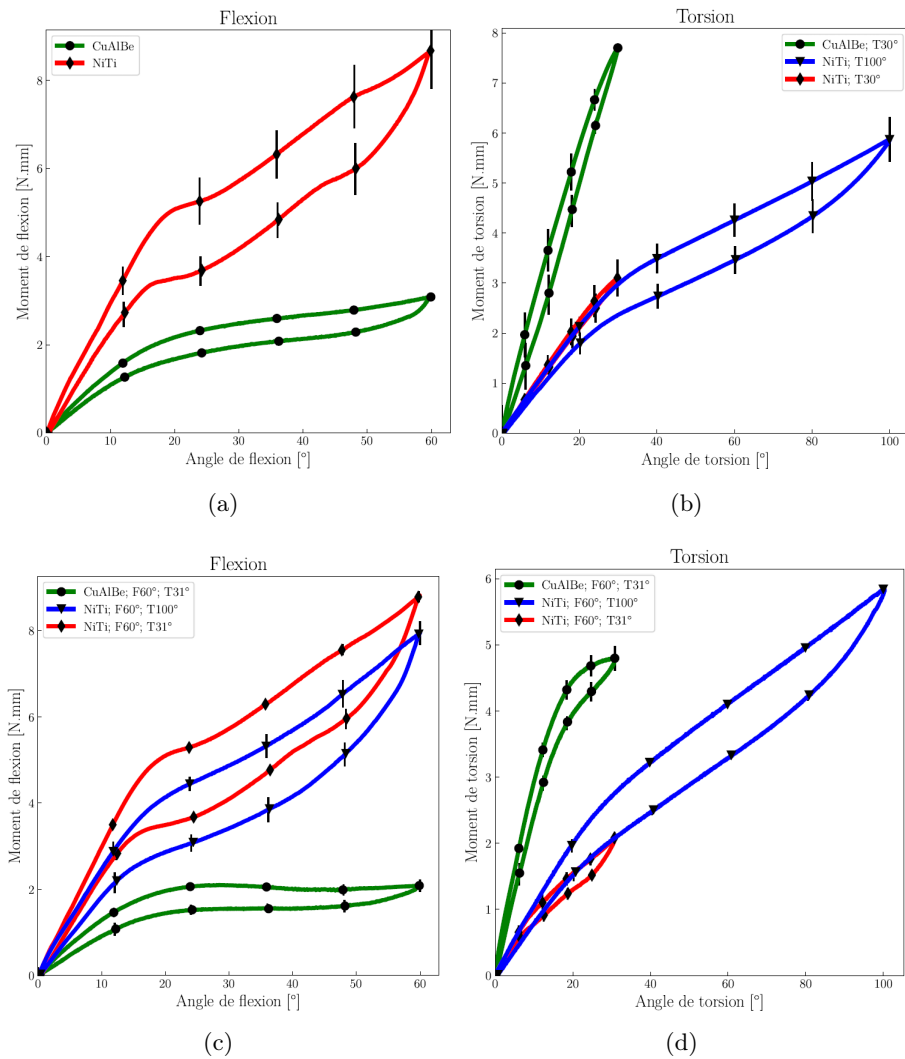 Flexion
CuAlBe
NiTi
Moment de flexion [N.mm]
8
6
4
2
0
0 10 20 30 40 50 60
Angle de flexion [°]
(a)
Torsion
CuAlBe; T30°
NiTi; T100°
NiTi; T30°
Moment de torsion [N.mm]
8
7
6
5
4
3
2
1
0
0 20 40 60 80 100
Angle de torsion [°]
(b)
Flexion
CuAlBe; F60°; T31°
NiTi; F60°; T100°
NiTi; F60°; T31°
Moment de flexion [N.mm]
8
6
4
2
0
0 10 20 30 40 50 60
Angle de flexion [°]
(c)
Torsion
CuAlBe; F60°; T31°
NiTi; F60°; T100°
NiTi; F60°; T31°
Moment de torsion [N.mm]
6
5
4
3
2
1
0
0 20 40 60 80 100
Angle de torsion [°]
(d)